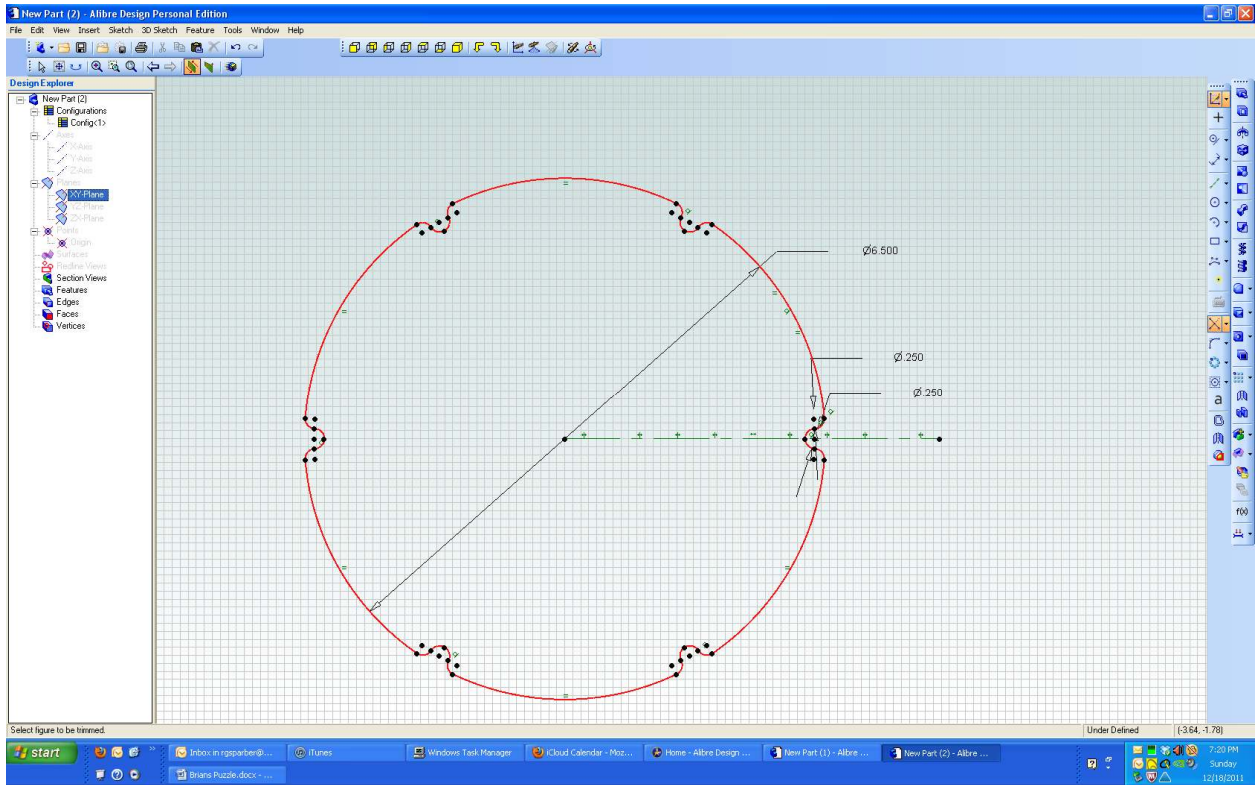 New Part (2) - Alibre Design Personal Edition
File Edit View Insert Sketch 3D Sketch Feature Tools Window Help
Design Explorer
New Part (2)
Configurations
Config<1>
Axes
X-Axis
Y-Axis
Z-Axis
Planes
XY-Plane
YZ-Plane
ZX-Plane
Points
Origin
Surfaces
Redline Views
Section Views
Features
Edges
Faces
Vertices
Ø6.500
Ø.250
Ø.250
a
f(x)
Select figure to be trimmed.
Under Defined (-3.64, -1.78)
start
Inbox in rgsparber@... iTunes Windows Task Manager iCloud Calendar - Moz... Home - Alibre Design ... New Part (1) - Alibre ... New Part (2) - Alibre ...
Brians Puzzle.docx - ...
7:20 PM
Sunday
12/18/2011